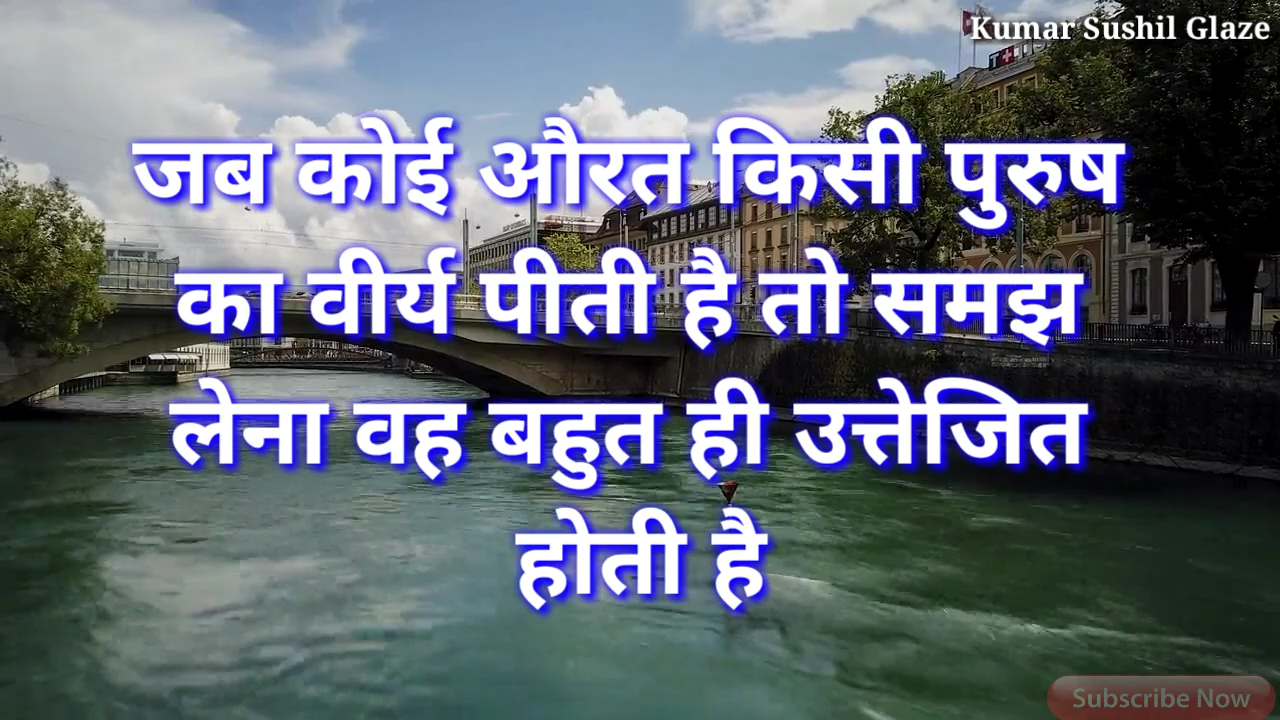 Kumar Sushil Glaze
जब कोई औरत किसी पुरुष
का वीर्य पीती है तो समझ
लेना वह बहुत ही उत्तेजित
होती है
Subscribe Now